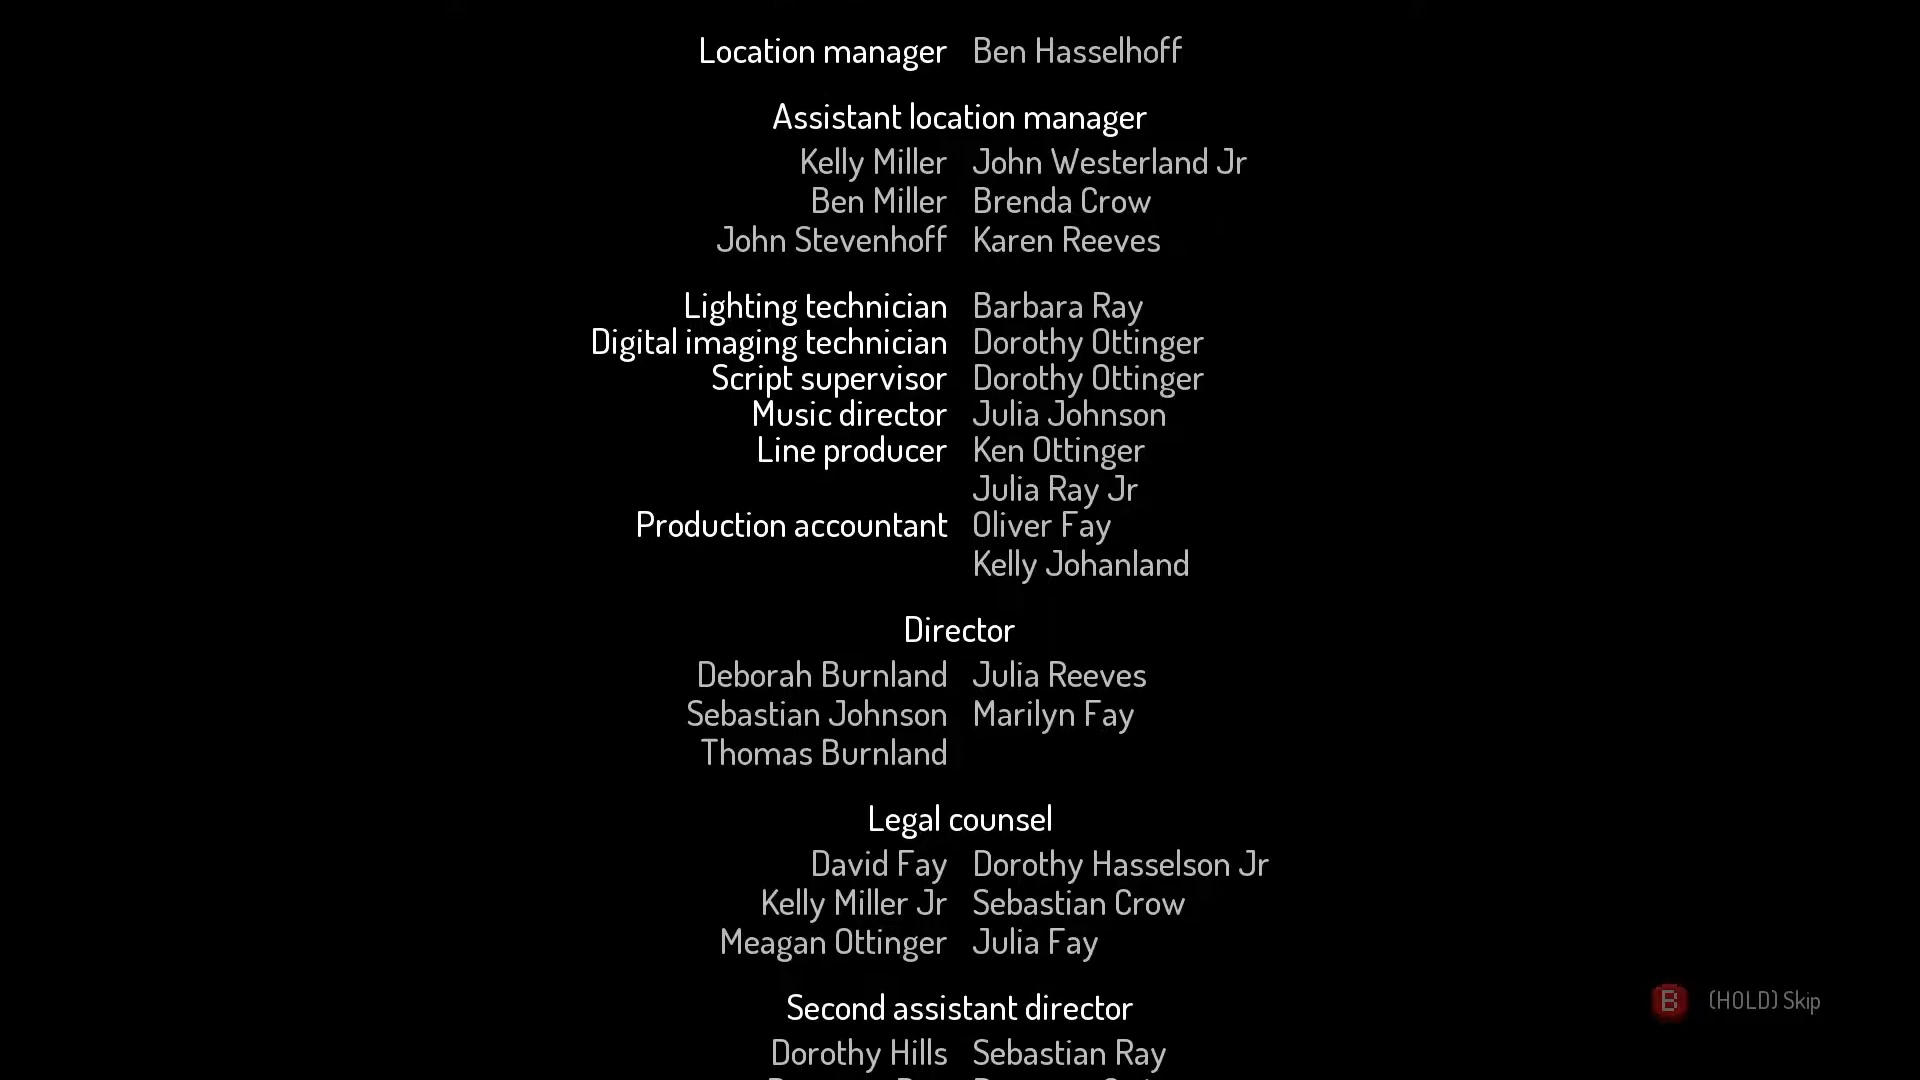 Location manager Ben Hasselhoff
Assistant location manager
Kelly Miller John Westerland Jr
Ben Miller Brenda Crow
John Stevenhoff Karen Reeves
Lighting technician Barbara Ray
Digital imaging technician Dorothy Ottinger
Script supervisor Dorothy Ottinger
Music director Julia Johnson
Line producer Ken Ottinger
Julia Ray Jr
Production accountant Oliver Fay
Kelly Johanland
Director
Deborah Burnland Julia Reeves
Sebastian Johnson Marilyn Fay
Thomas Burnland
Legal counsel
David Fay Dorothy Hasselson Jr
Kelly Miller Jr Sebastian Crow
Meagan Ottinger Julia Fay
B (HOLD) Skip
Second assistant director
Dorothy Hills Sebastian Ray